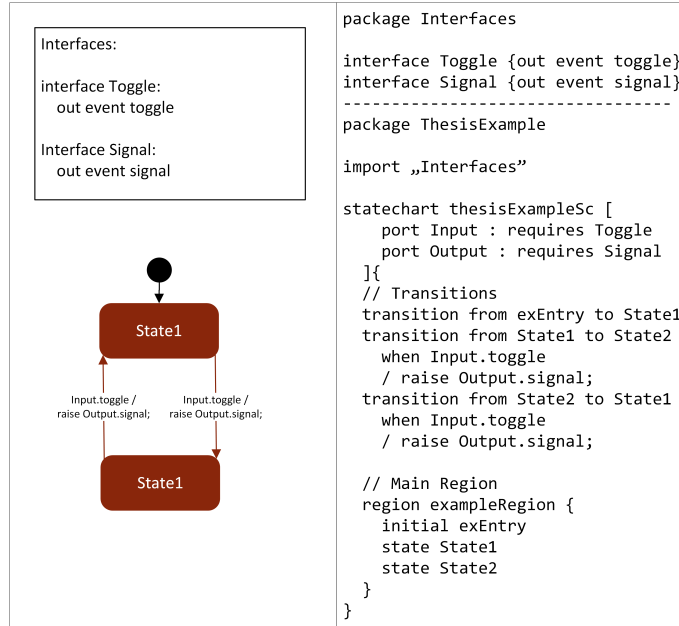 Interfaces:
interface Toggle:
out event toggle
Interface Signal:
out event signal
State1
Input.toggle /
raise Output.signal;
Input.toggle /
raise Output.signal;
State1
package Interfaces
interface Toggle {out event toggle}
interface Signal {out event signal}
----------------------------------
package ThesisExample
import „Interfaces”
statechart thesisExampleSc [
port Input : requires Toggle
port Output : requires Signal
]{
// Transitions
transition from exEntry to State1
transition from State1 to State2
when Input.toggle
/ raise Output.signal;
transition from State2 to State1
when Input.toggle
/ raise Output.signal;
// Main Region
region exampleRegion {
initial exEntry
state State1
state State2
}
}